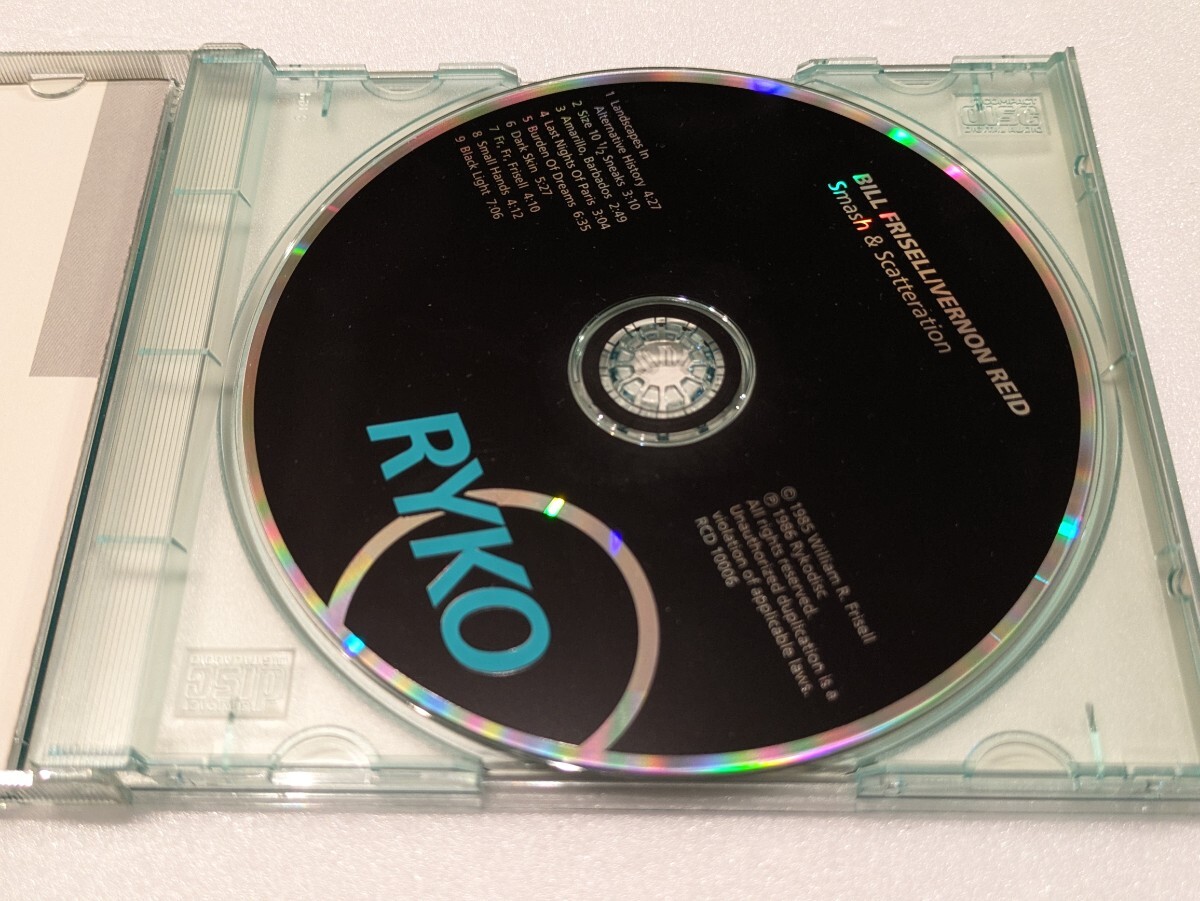 BILL FRISELL/VERNON REID
Smash & Scatteration
1 Landscapes In
Alternative History 4:27
2 Size 10 ½ Sneaks 3:10
3 Amarillo, Barbados 2:49
4 Last Nights Of Paris 3:04
5 Burden Of Dreams 6:35
6 Dark Skin 5:27
7 Fr, Fr, Frisell 4:10
8 Small Hands 4:12
9 Black Light 7:06
RYKO
© 1985 William R. Frisell
℗ 1986 Rykodisc.
All rights reserved.
Unauthorized duplication is a
violation of applicable laws.
RCD 10006
COMPACT
disc
DIGITAL AUDIO
disc